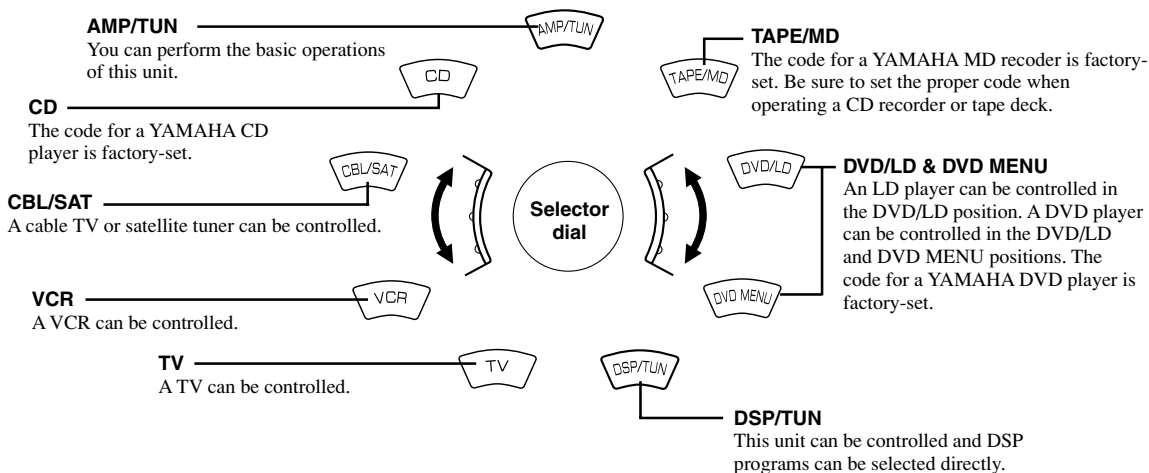 AMP/TUN
You can perform the basic operations
of this unit.
AMP/TUN
CD
CD
The code for a YAMAHA CD
player is factory-set.
CBL/SAT
CBL/SAT
A cable TV or satellite tuner can be controlled.
VCR
VCR
A VCR can be controlled.
TV
TV
A TV can be controlled.
Selector
dial
TAPE/MD
TAPE/MD
The code for a YAMAHA MD recoder is factory-
set. Be sure to set the proper code when
operating a CD recorder or tape deck.
DVD/LD
DVD/LD & DVD MENU
An LD player can be controlled in
the DVD/LD position. A DVD player
can be controlled in the DVD/LD
and DVD MENU positions. The
code for a YAMAHA DVD player is
factory-set.
DVD MENU
DSP/TUN
DSP/TUN
This unit can be controlled and DSP
programs can be selected directly.